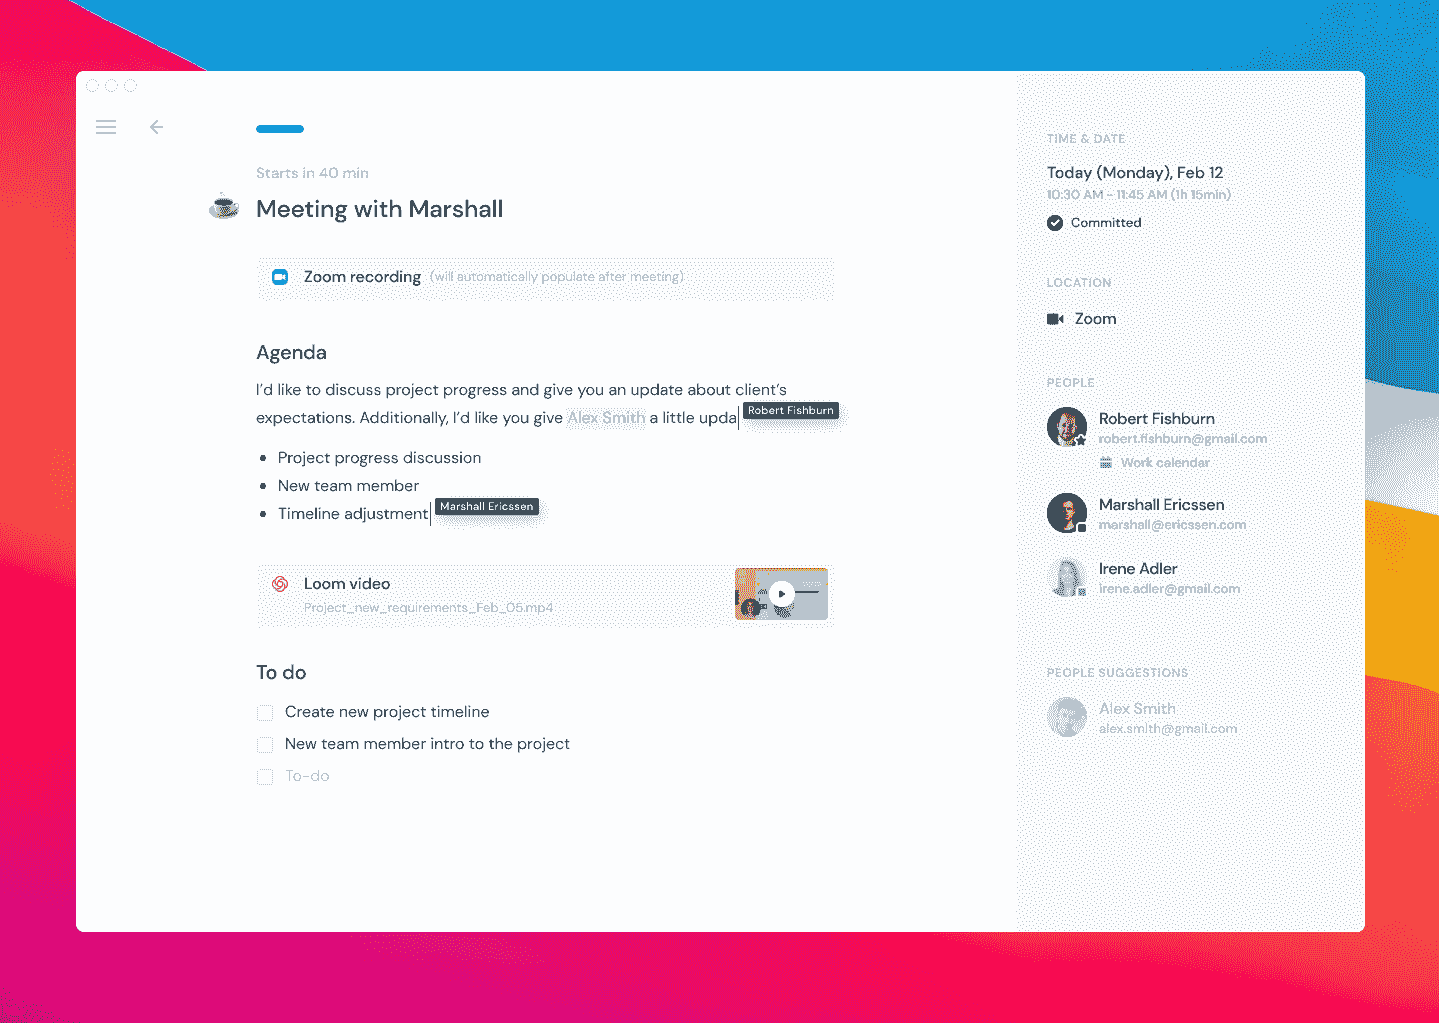 Starts in 40 min
Meeting with Marshall
Zoom recording (will automatically populate after meeting)
Agenda
I'd like to discuss project progress and give you an update about client's
expectations. Additionally, I'd like you give Alex Smith a little upda Robert Fishburn
Project progress discussion
New team member
Timeline adjustment Marshall Ericssen
Loom video
Project_new_requirements_Feb_05.mp4
To do
Create new project timeline
New team member intro to the project
To-do
TIME & DATE
Today (Monday), Feb 12
10:30 AM - 11:45 AM (1h 15min)
Committed
LOCATION
Zoom
PEOPLE
Robert Fishburn
robert.fishburn@gmail.com
Work calendar
Marshall Ericssen
marshall@ericssen.com
Irene Adler
irene.adler@gmail.com
PEOPLE SUGGESTIONS
Alex Smith
alex.smith@gmail.com